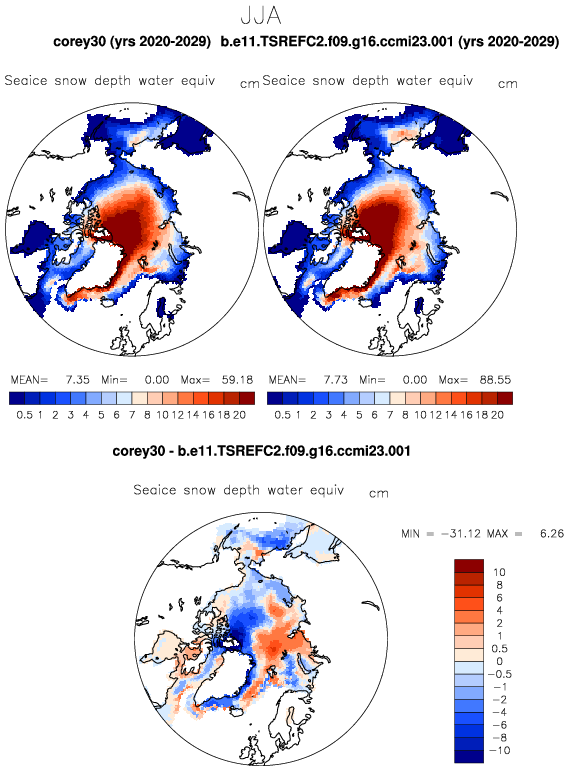 JJA
corey30 (yrs 2020-2029) b.e11.TSREFC2.f09.g16.ccmi23.001 (yrs 2020-2029)
Seaice snow depth water equiv cm Seaice snow depth water equiv cm
MEAN= 7.35 Min= 0.00 Max= 59.18 MEAN= 7.73 Min= 0.00 Max= 88.55
0.5 1 2 3 4 5 6 7 8 10 12 14 16 18 20 0.5 1 2 3 4 5 6 7 8 10 12 14 16 18 20
corey30 - b.e11.TSREFC2.f09.g16.ccmi23.001
Seaice snow depth water equiv cm
MIN = -31.12 MAX = 6.26
10
8
6
4
2
1
0.5
0
-0.5
-1
-2
-4
-6
-8
-10